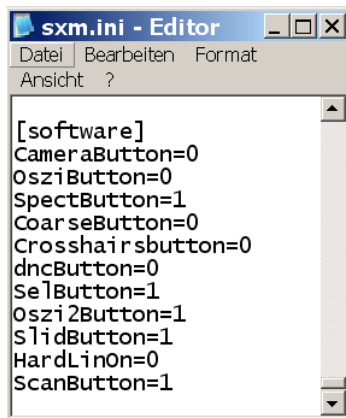 sxm.ini - Editor
Datei Bearbeiten Format
Ansicht ?
[software]
CameraButton=0
OsziButton=0
SpectButton=1
CoarseButton=0
Crosshairsbutton=0
dncButton=0
SelButton=1
Oszi2Button=1
SlidButton=1
HardLinOn=0
ScanButton=1